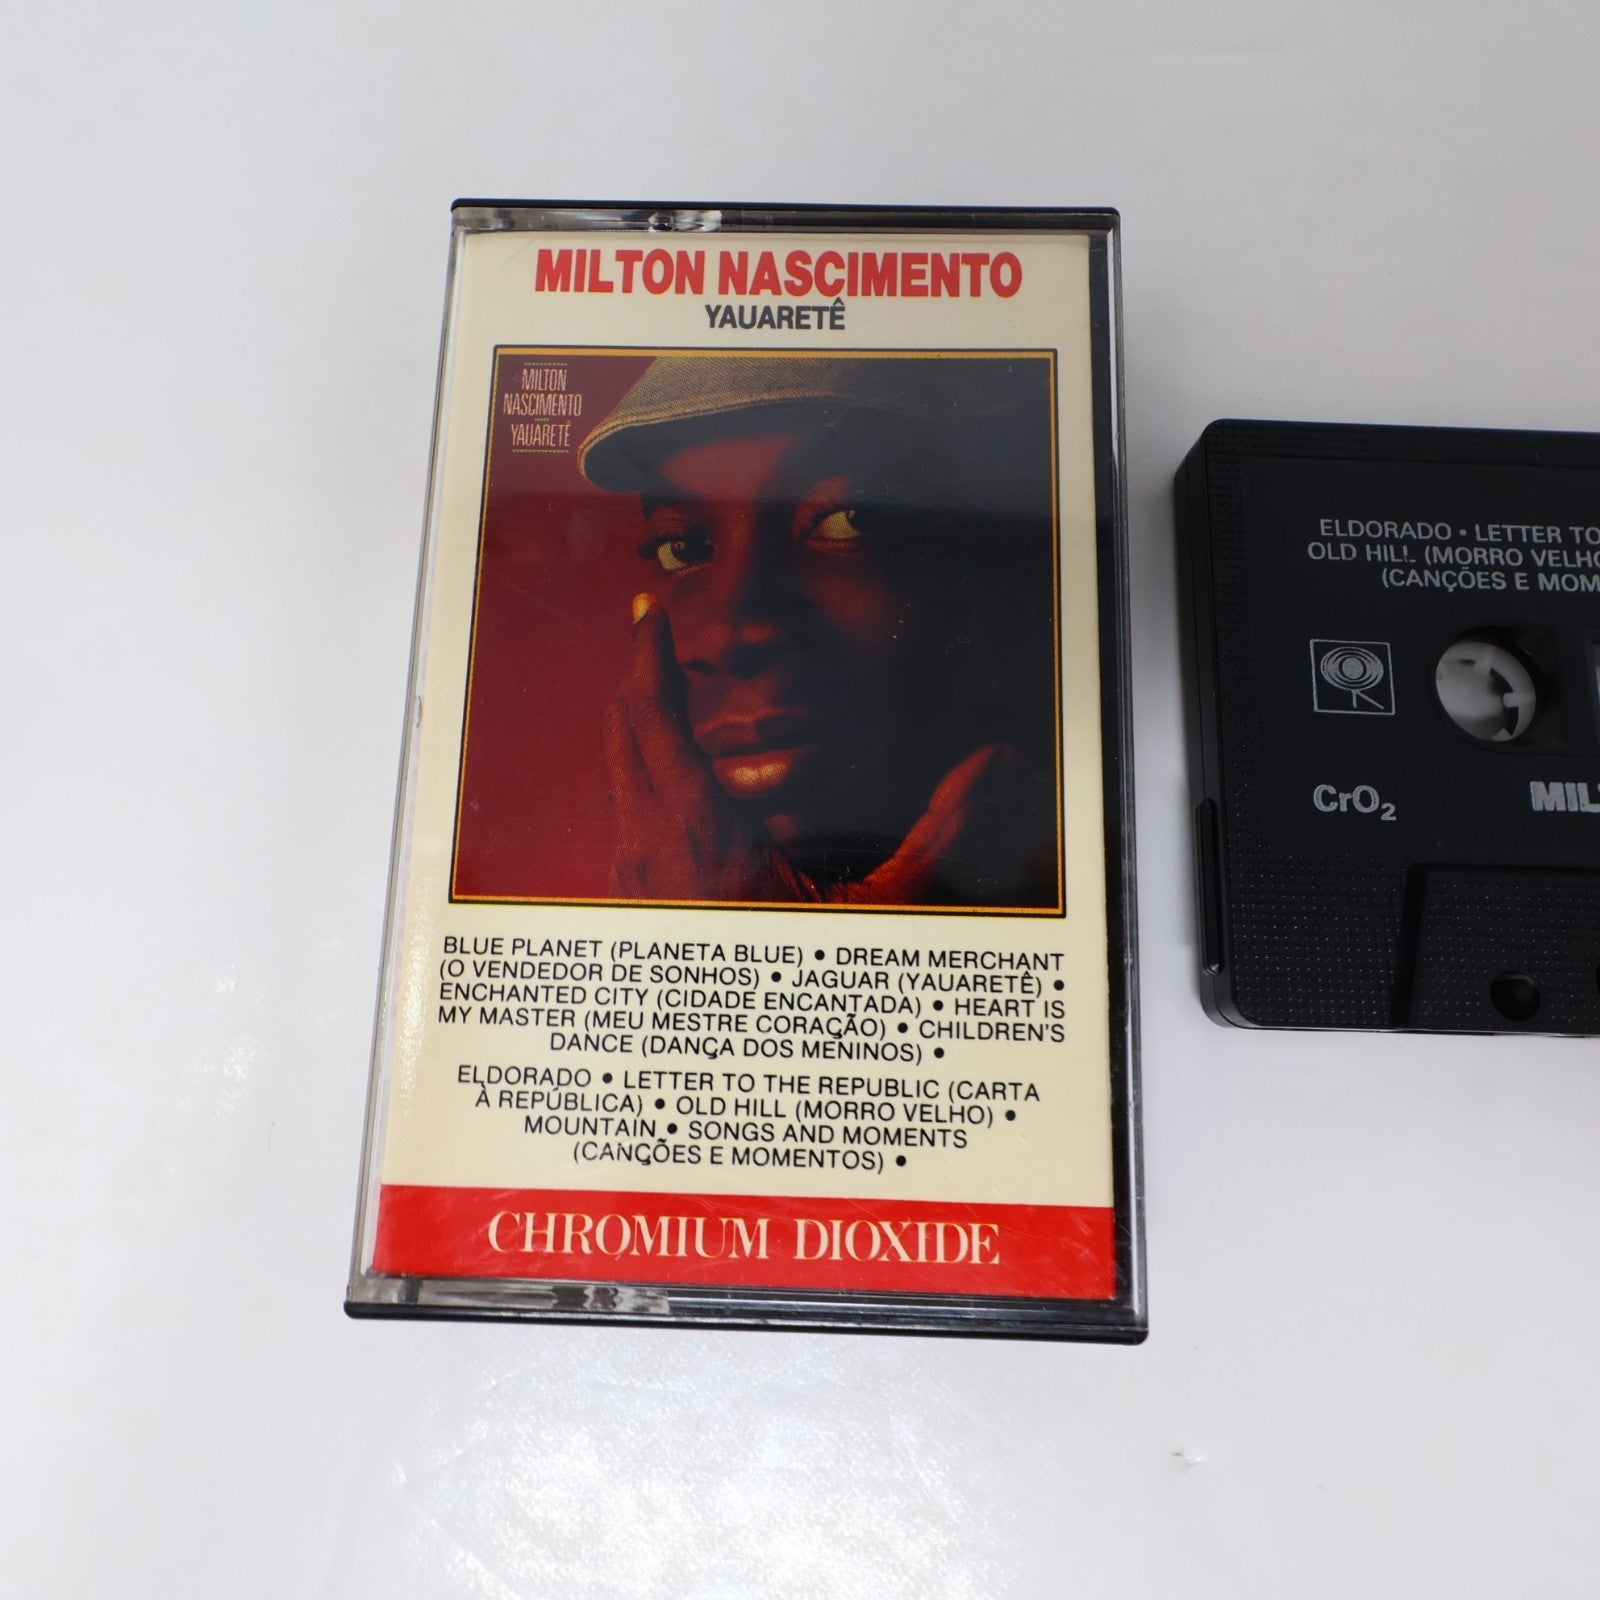 MILTON NASCIMENTO
YAUARETÊ
MILTON
NASCIMENTO
YAUARETÊ
BLUE PLANET (PLANETA BLUE) • DREAM MERCHANT
(O VENDEDOR DE SONHOS) • JAGUAR (YAUARETÊ) •
ENCHANTED CITY (CIDADE ENCANTADA) • HEART IS
MY MASTER (MEU MESTRE CORAÇÃO) • CHILDREN'S
DANCE (DANÇA DOS MENINOS) •
ELDORADO • LETTER TO THE REPUBLIC (CARTA
À REPÚBLICA) • OLD HILL (MORRO VELHO) •
MOUNTAIN • SONGS AND MOMENTS
(CANÇÕES E MOMENTOS) •
CHROMIUM DIOXIDE
ELDORADO • LETTER TO
OLD HILL (MORRO VELHO
(CANÇÕES E MOM
CrO₂
MIL